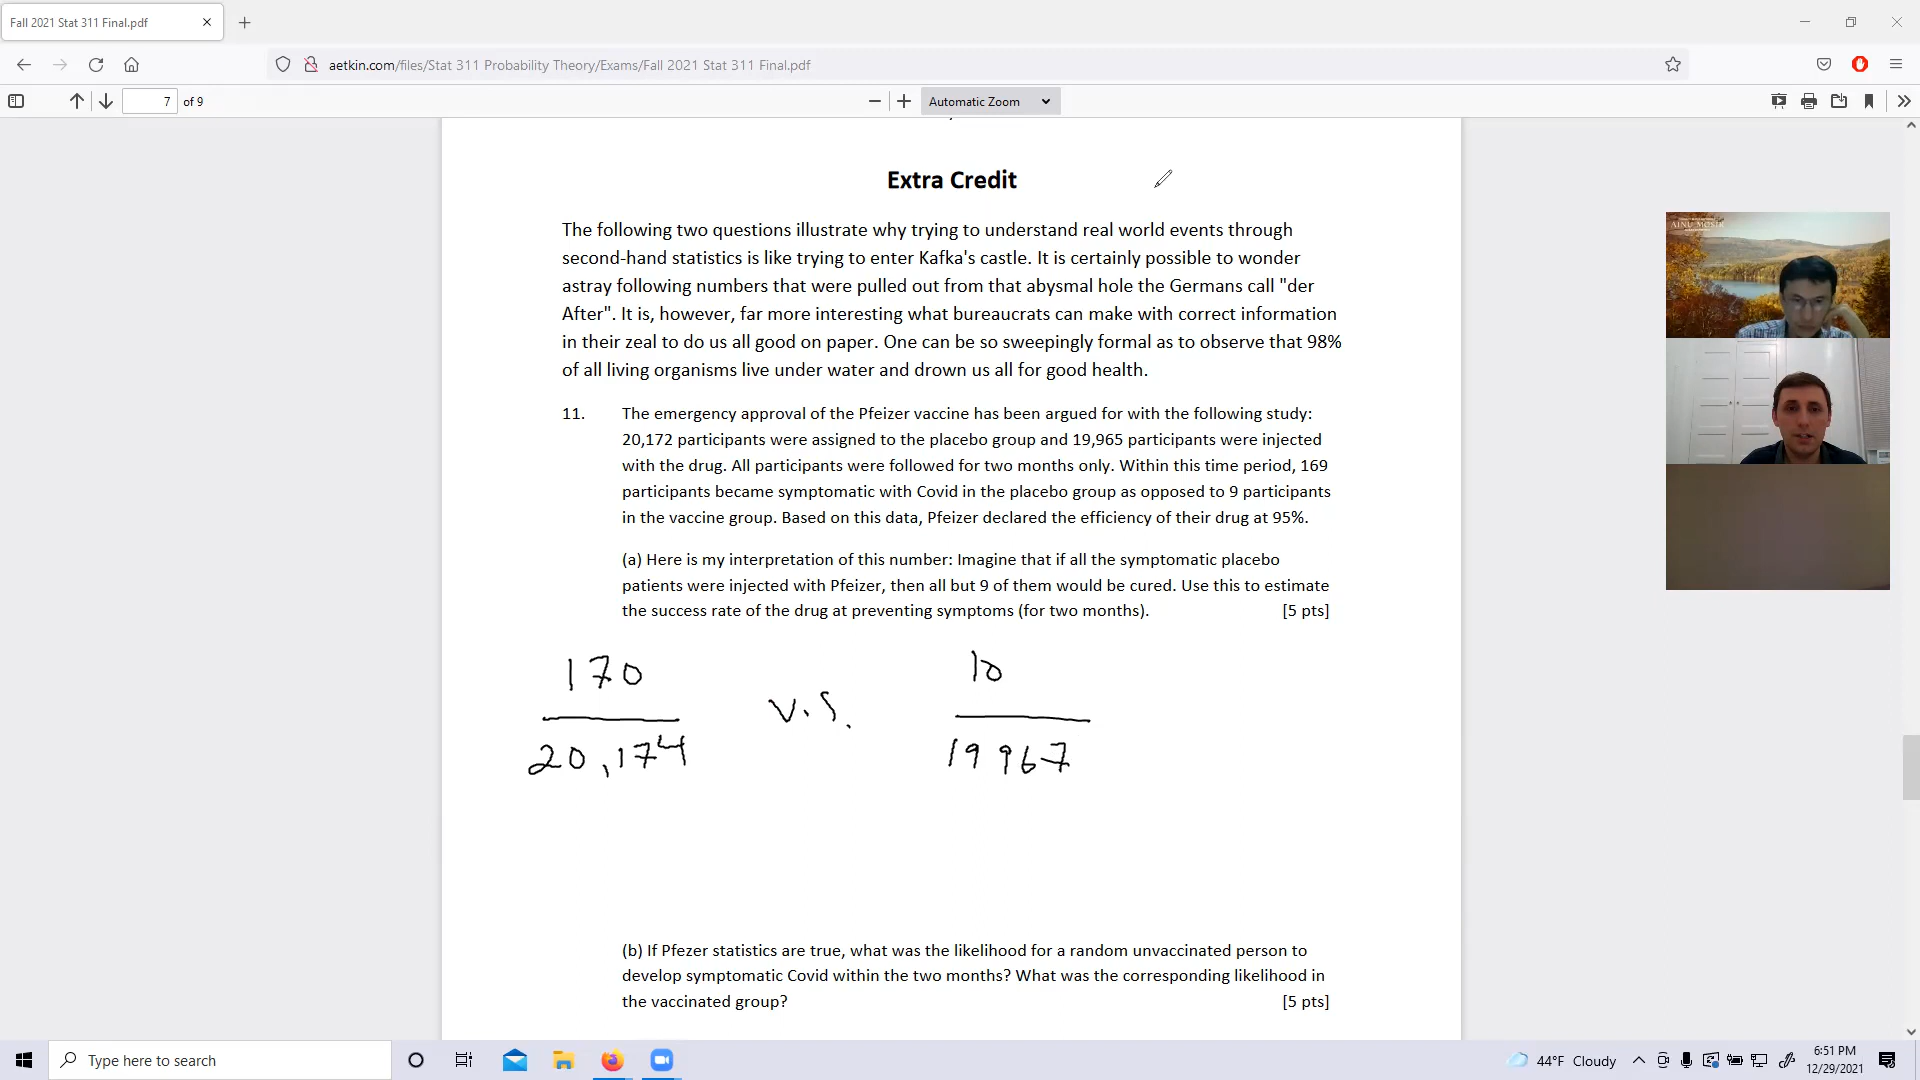 Fall 2021 Stat 311 Final.pdf
aetkin.com/files/Stat 311 Probability Theory/Exams/Fall 2021 Stat 311 Final.pdf
7 of 9
Automatic Zoom
Extra Credit
The following two questions illustrate why trying to understand real world events through
second-hand statistics is like trying to enter Kafka's castle. It is certainly possible to wonder
astray following numbers that were pulled out from that abysmal hole the Germans call "der
After". It is, however, far more interesting what bureaucrats can make with correct information
in their zeal to do us all good on paper. One can be so sweepingly formal as to observe that 98%
of all living organisms live under water and drown us all for good health.
11. The emergency approval of the Pfeizer vaccine has been argued for with the following study:
20,172 participants were assigned to the placebo group and 19,965 participants were injected
with the drug. All participants were followed for two months only. Within this time period, 169
participants became symptomatic with Covid in the placebo group as opposed to 9 participants
in the vaccine group. Based on this data, Pfeizer declared the efficiency of their drug at 95%.
(a) Here is my interpretation of this number: Imagine that if all the symptomatic placebo
patients were injected with Pfeizer, then all but 9 of them would be cured. Use this to estimate
the success rate of the drug at preventing symptoms (for two months). [5 pts]
170 v.s. 10
20,174 19967
(b) If Pfezer statistics are true, what was the likelihood for a random unvaccinated person to
develop symptomatic Covid within the two months? What was the corresponding likelihood in
the vaccinated group? [5 pts]
AINU MOSIR
Type here to search
44°F Cloudy
6:51 PM
12/29/2021